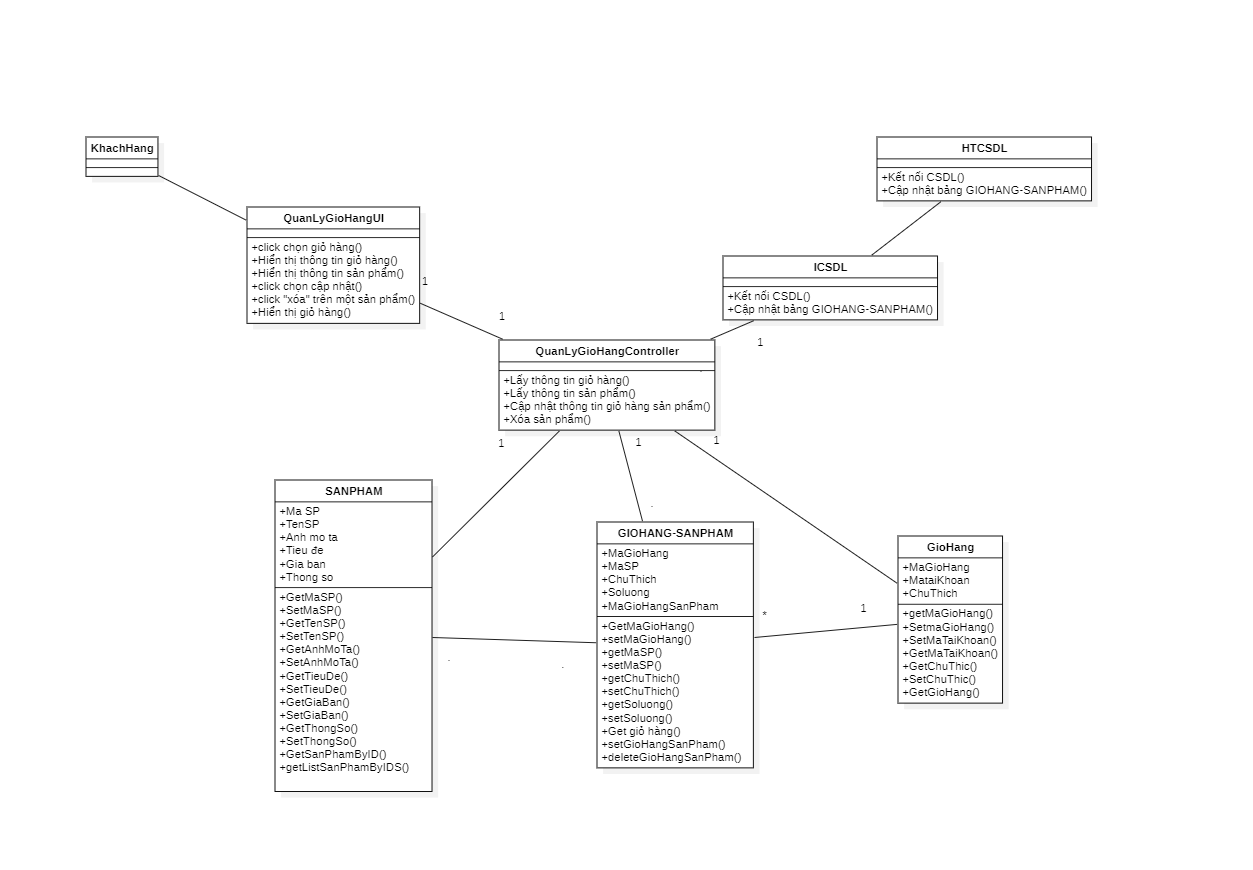 KhachHang
HTCSDL
+Kết nối CSDL()
+Cập nhật bảng GIOHANG-SANPHAM()
QuanLyGioHangUI
+click chọn giỏ hàng()
+Hiển thị thông tin giỏ hàng()
+Hiển thị thông tin sản phẩm()
+click chọn cập nhật()
+click "xóa" trên một sản phẩm()
+Hiển thị giỏ hàng()
1
1
ICSDL
+Kết nối CSDL()
+Cập nhật bảng GIOHANG-SANPHAM()
1
QuanLyGioHangController
+Lấy thông tin giỏ hàng()
+Lấy thông tin sản phẩm()
+Cập nhật thông tin giỏ hàng sản phẩm()
+Xóa sản phẩm()
1
1
1
SANPHAM
+Ma SP
+TenSP
+Anh mo ta
+Tieu đe
+Gia ban
+Thong so
+GetMaSP()
+SetMaSP()
+GetTenSP()
+SetTenSP()
+GetAnhMoTa()
+SetAnhMoTa()
+GetTieuDe()
+SetTieuDe()
+GetGiaBan()
+SetGiaBan()
+GetThongSo()
+SetThongSo()
+GetSanPhamByID()
+getListSanPhamByIDS()
GIOHANG-SANPHAM
+MaGioHang
+MaSP
+ChuThich
+Soluong
+MaGioHangSanPham
+GetMaGioHang()
+setMaGioHang()
+getMaSP()
+setMaSP()
+getChuThich()
+setChuThich()
+getSoluong()
+setSoluong()
+Get giỏ hàng()
+setGioHangSanPham()
+deleteGioHangSanPham()
*
1
GioHang
+MaGioHang
+MataiKhoan
+ChuThich
+getMaGioHang()
+SetmaGioHang()
+SetMaTaiKhoan()
+GetMaTaiKhoan()
+GetChuThic()
+SetChuThic()
+GetGioHang()